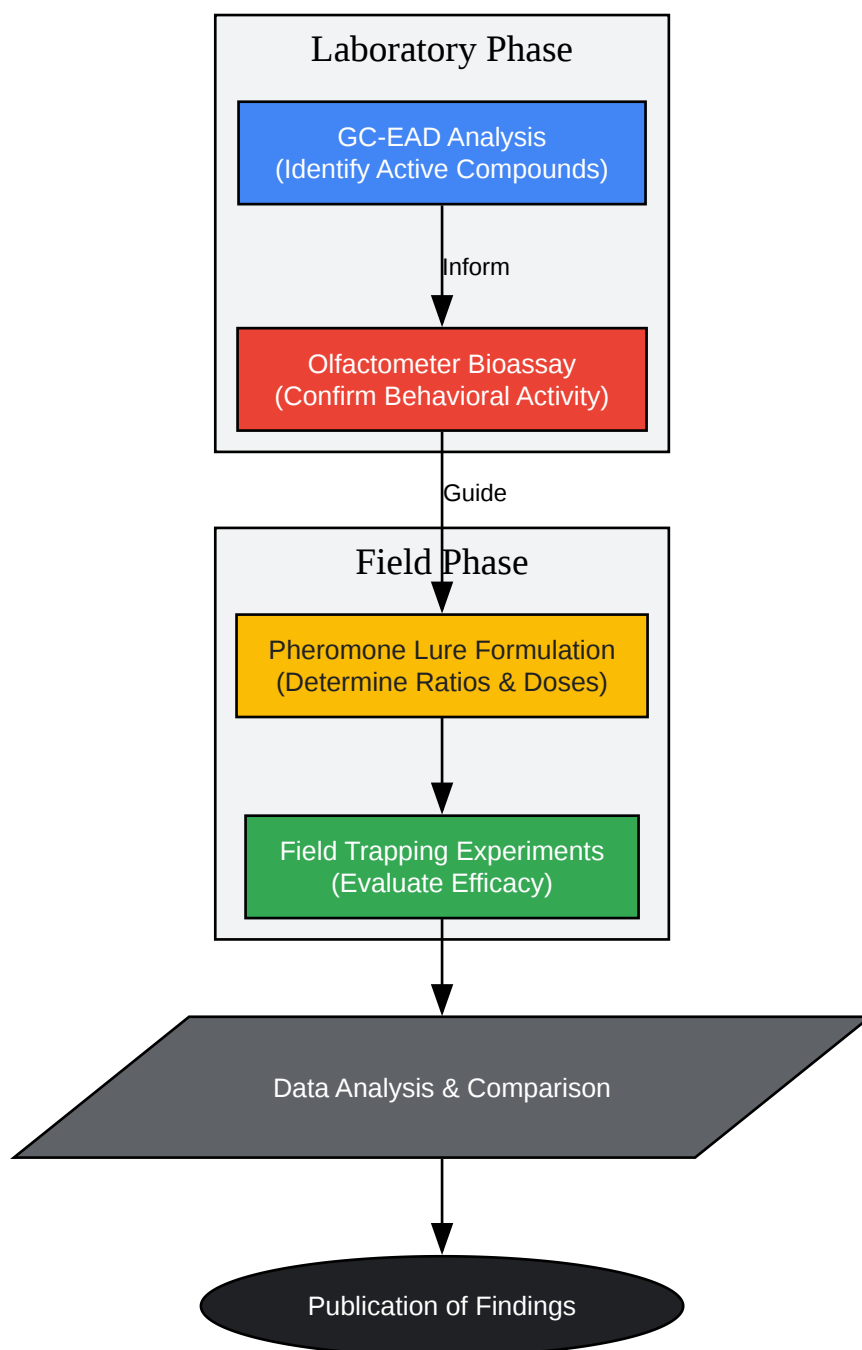 Laboratory Phase
GC-EAD Analysis
(Identify Active Compounds)
Inform
Olfactometer Bioassay
(Confirm Behavioral Activity)
Guide
Field Phase
Pheromone Lure Formulation
(Determine Ratios & Doses)
Field Trapping Experiments
(Evaluate Efficacy)
Data Analysis & Comparison
Publication of Findings